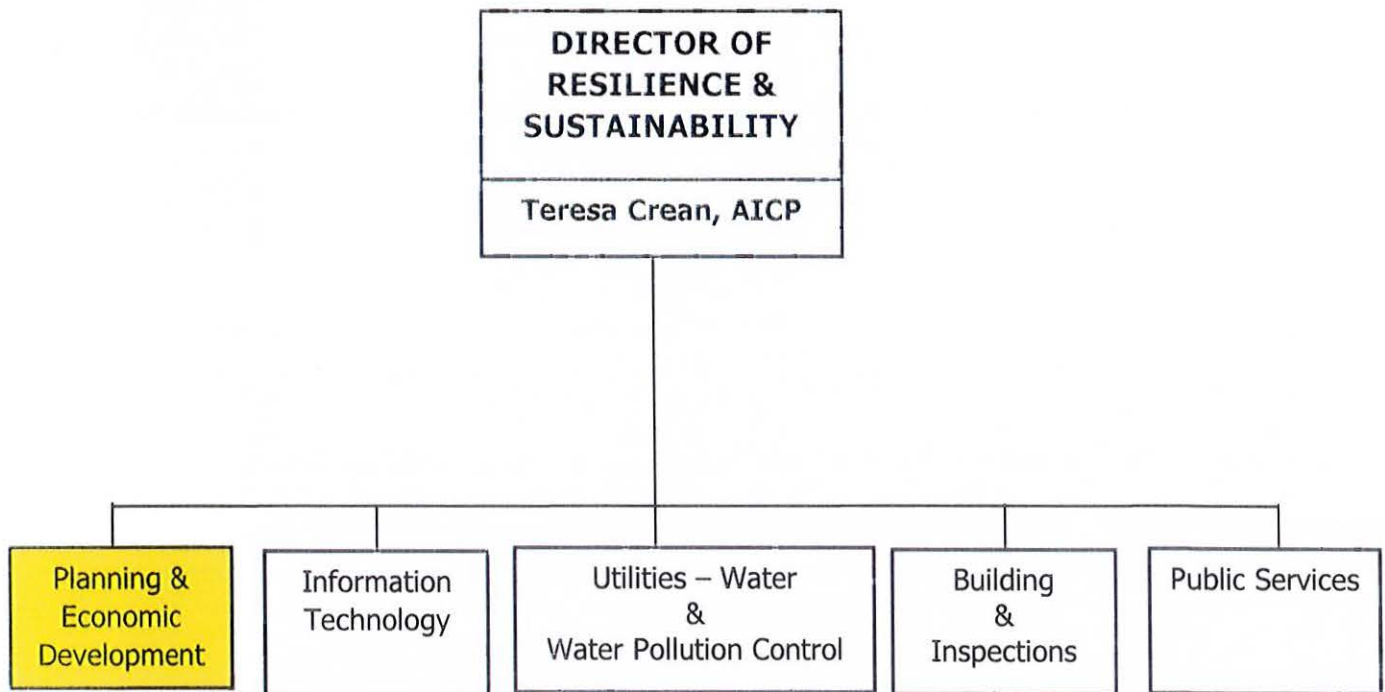 DIRECTOR OF
RESILIENCE &
SUSTAINABILITY
Teresa Crean, AICP
Planning &
Economic
Development
Information
Technology
Utilities – Water
&
Water Pollution Control
Building
&
Inspections
Public Services